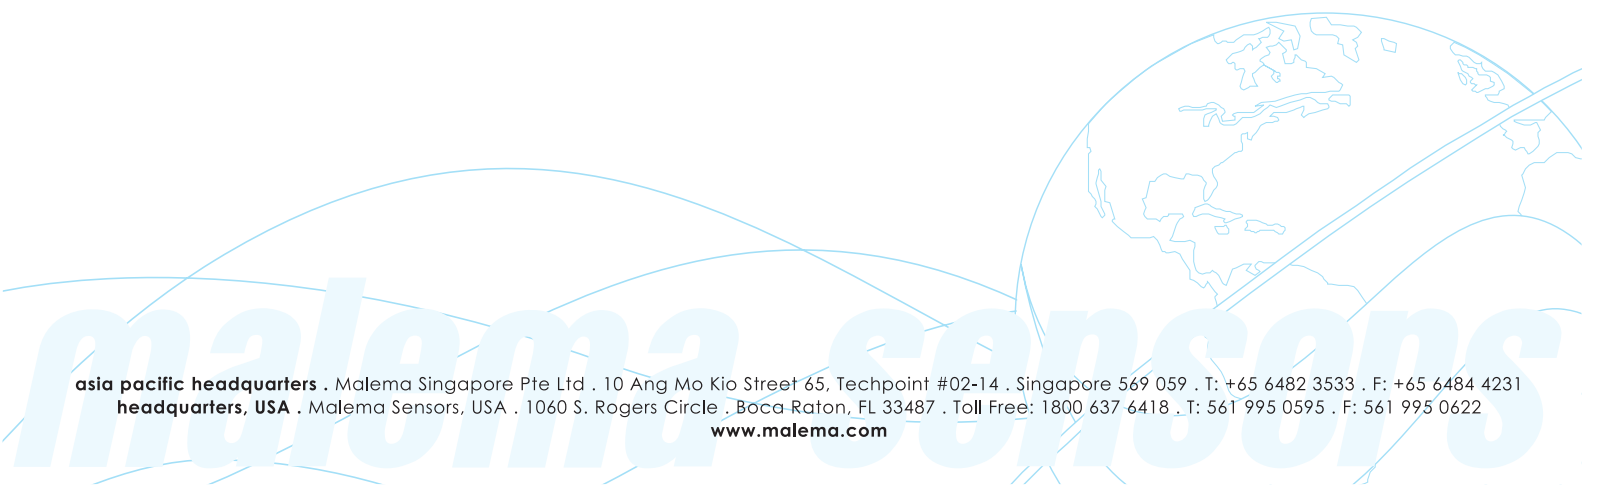 malema sensors
asia pacific headquarters . Malema Singapore Pte Ltd . 10 Ang Mo Kio Street 65, Techpoint #02-14 . Singapore 569 059 . T: +65 6482 3533 . F: +65 6484 4231
headquarters, USA . Malema Sensors, USA . 1060 S. Rogers Circle . Boca Raton, FL 33487 . Toll Free: 1800 637 6418 . T: 561 995 0595 . F: 561 995 0622
www.malema.com